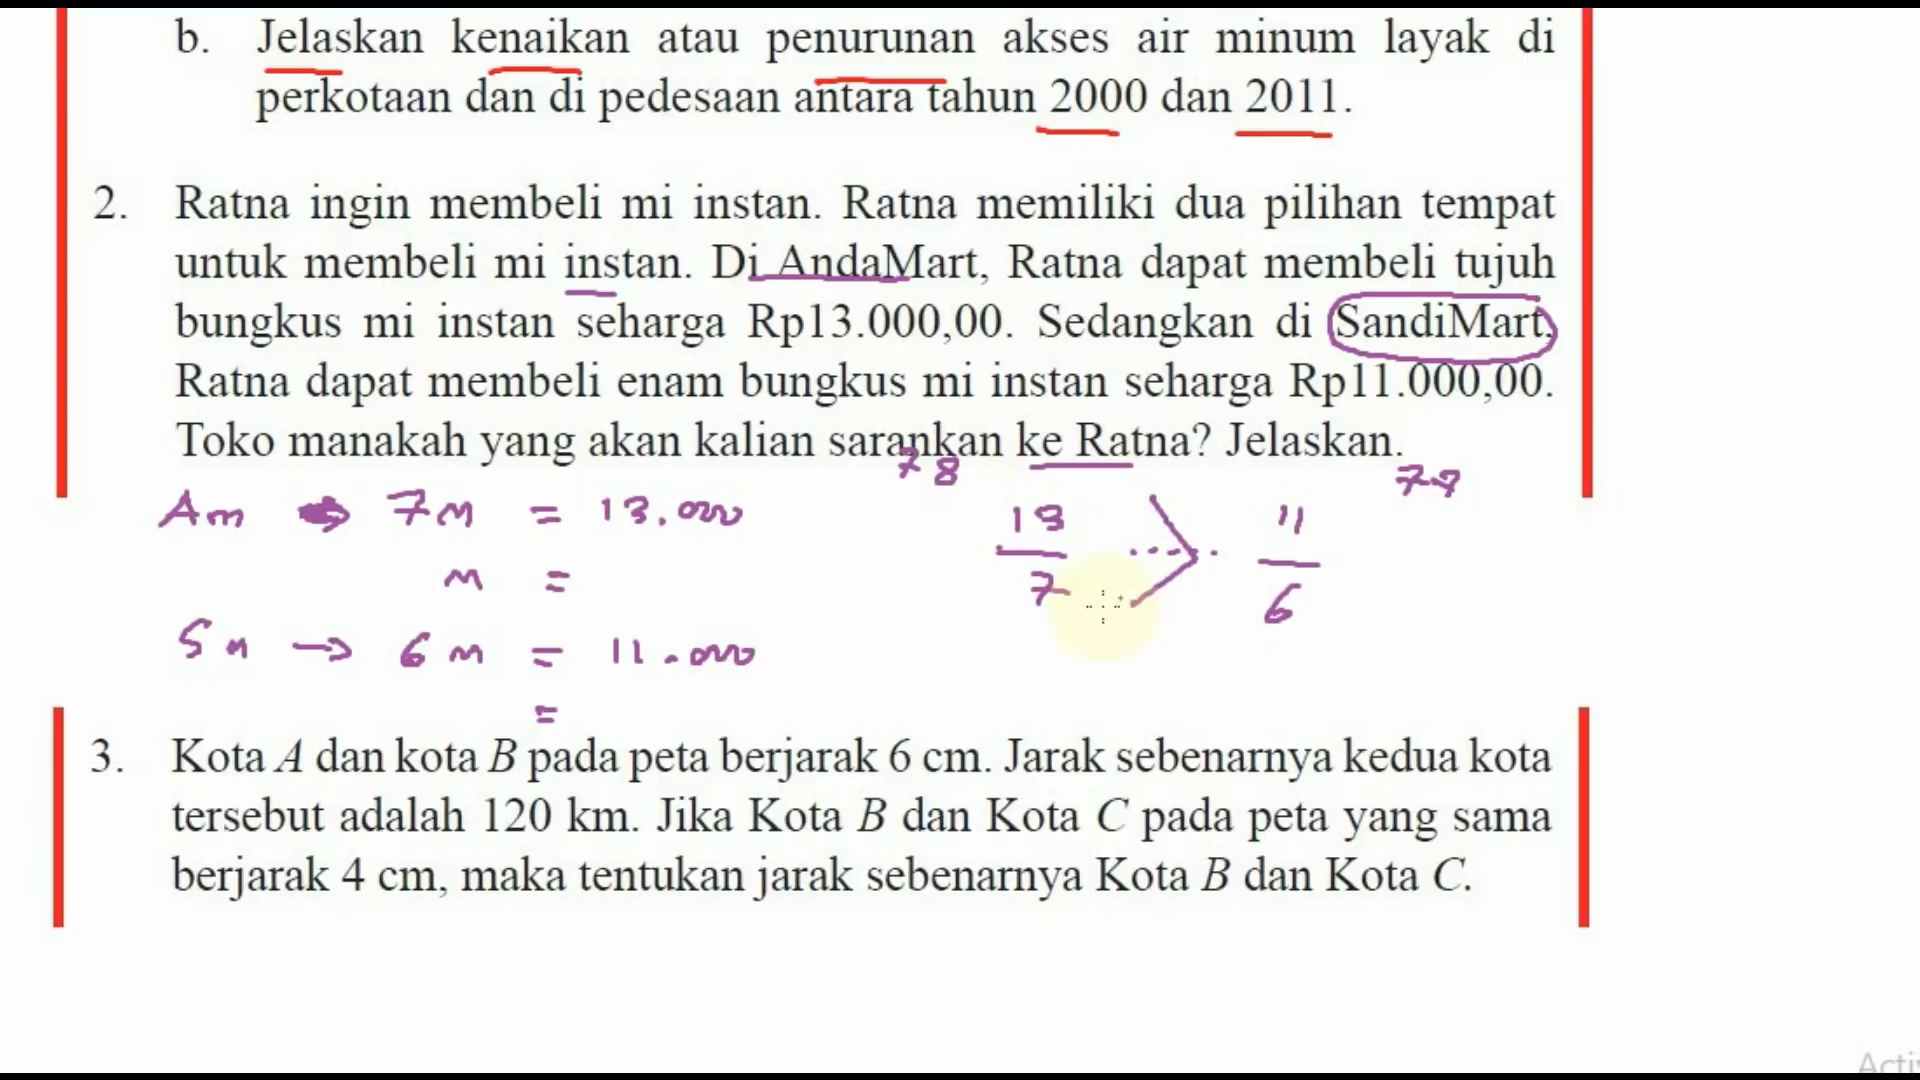 b. Jelaskan kenaikan atau penurunan akses air minum layak di
perkotaan dan di pedesaan antara tahun 2000 dan 2011.
2. Ratna ingin membeli mi instan. Ratna memiliki dua pilihan tempat
untuk membeli mi instan. Di AndaMart, Ratna dapat membeli tujuh
bungkus mi instan seharga Rp13.000,00. Sedangkan di SandiMart,
Ratna dapat membeli enam bungkus mi instan seharga Rp11.000,00.
Toko manakah yang akan kalian sarankan ke Ratna? Jelaskan.
78
Am → 7M = 13.000
13/7 ..... > 11/6
M =
SM → 6M = 11.000
=
3. Kota A dan kota B pada peta berjarak 6 cm. Jarak sebenarnya kedua kota
tersebut adalah 120 km. Jika Kota B dan Kota C pada peta yang sama
berjarak 4 cm, maka tentukan jarak sebenarnya Kota B dan Kota C.